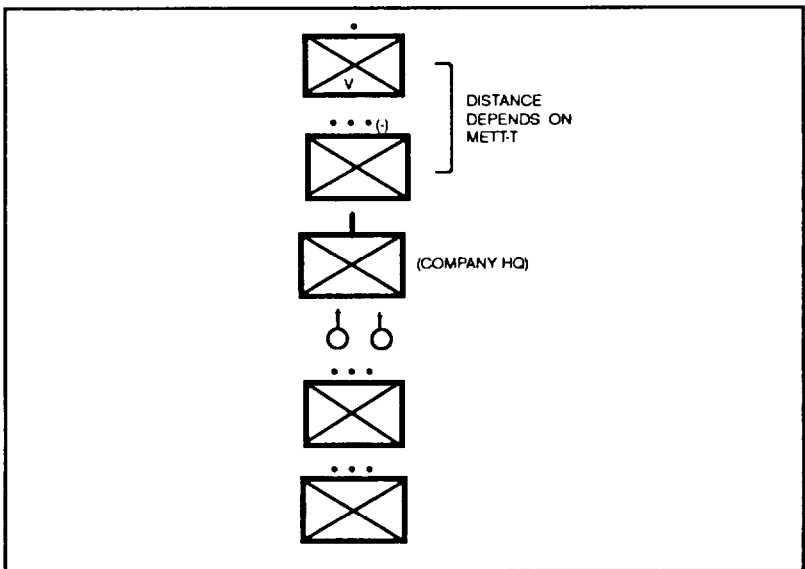 V
(-)
DISTANCE
DEPENDS ON
METT-T
(COMPANY HQ)